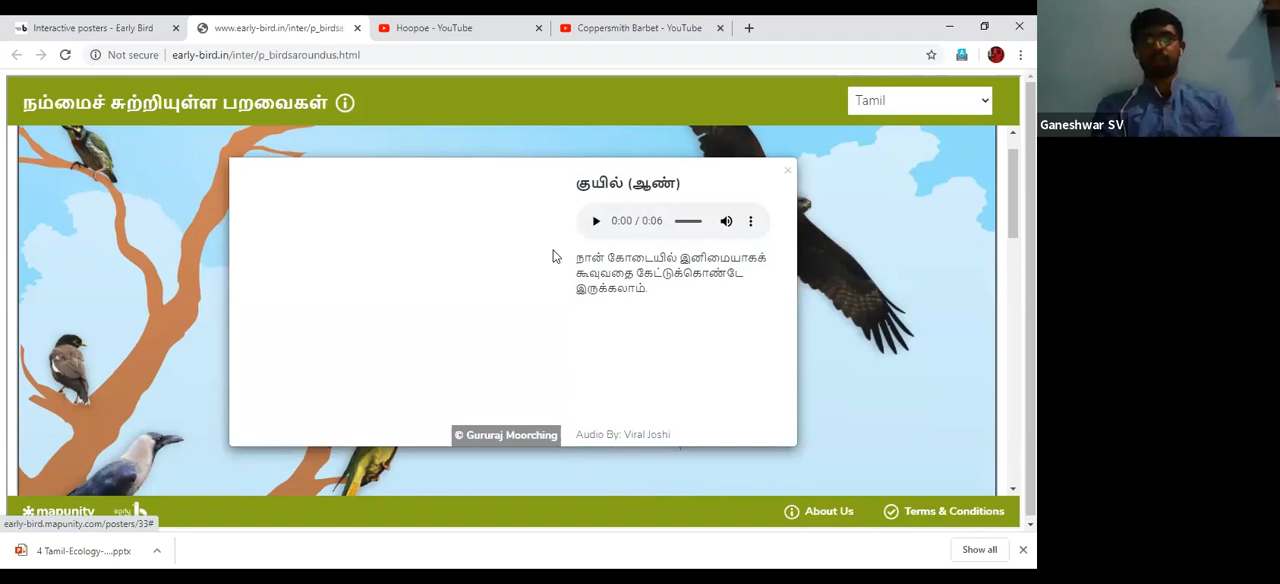 Interactive posters - Early Bird
www.early-bird.in/inter/p_birdsa
Hoopoe - YouTube
Coppersmith Barbet - YouTube
Not secure
early-bird.in/inter/p_birdsaroundus.html
Ganeshwar SV
நம்மைச் சுற்றியுள்ள பறவைகள்
Tamil
குயில் (ஆண்)
0:00 / 0:06
நான் கோடையில் இனிமையாகக்
கூவுவதை கேட்டுக்கொண்டே
இருக்கலாம்.
© Gururaj Moorching
Audio By: Viral Joshi
mapunity
early
About Us
Terms & Conditions
early-bird.mapunity.com/posters/33#
4 Tamil-Ecology-....pptx
Show all